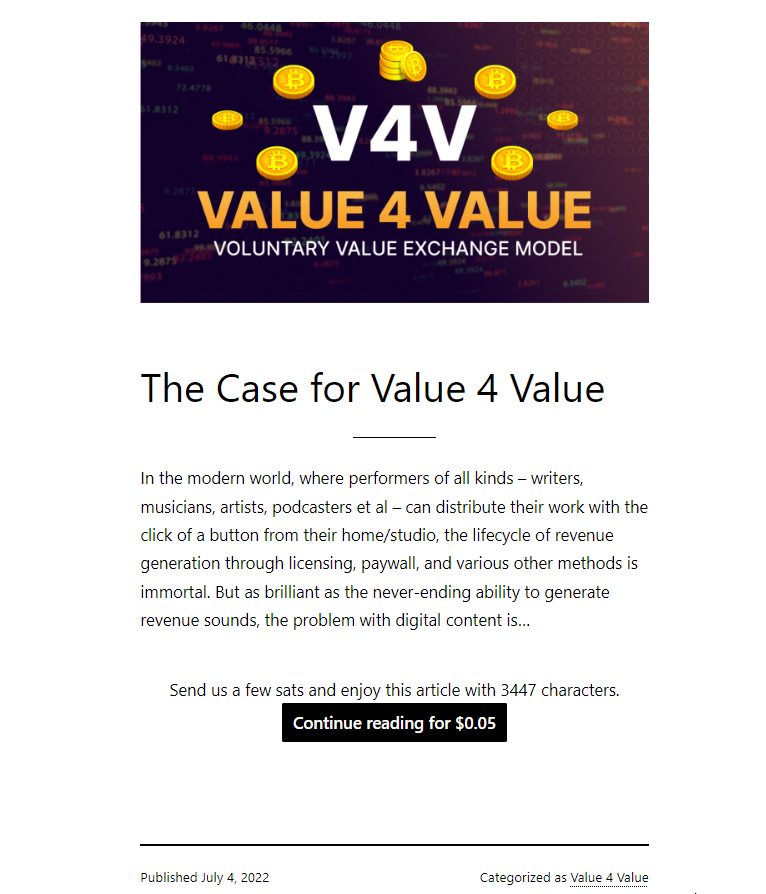 V4V
VALUE 4 VALUE
VOLUNTARY VALUE EXCHANGE MODEL
The Case for Value 4 Value
In the modern world, where performers of all kinds – writers,
musicians, artists, podcasters et al – can distribute their work with the
click of a button from their home/studio, the lifecycle of revenue
generation through licensing, paywall, and various other methods is
immortal. But as brilliant as the never-ending ability to generate
revenue sounds, the problem with digital content is…
Send us a few sats and enjoy this article with 3447 characters.
Continue reading for $0.05
Published July 4, 2022
Categorized as Value 4 Value